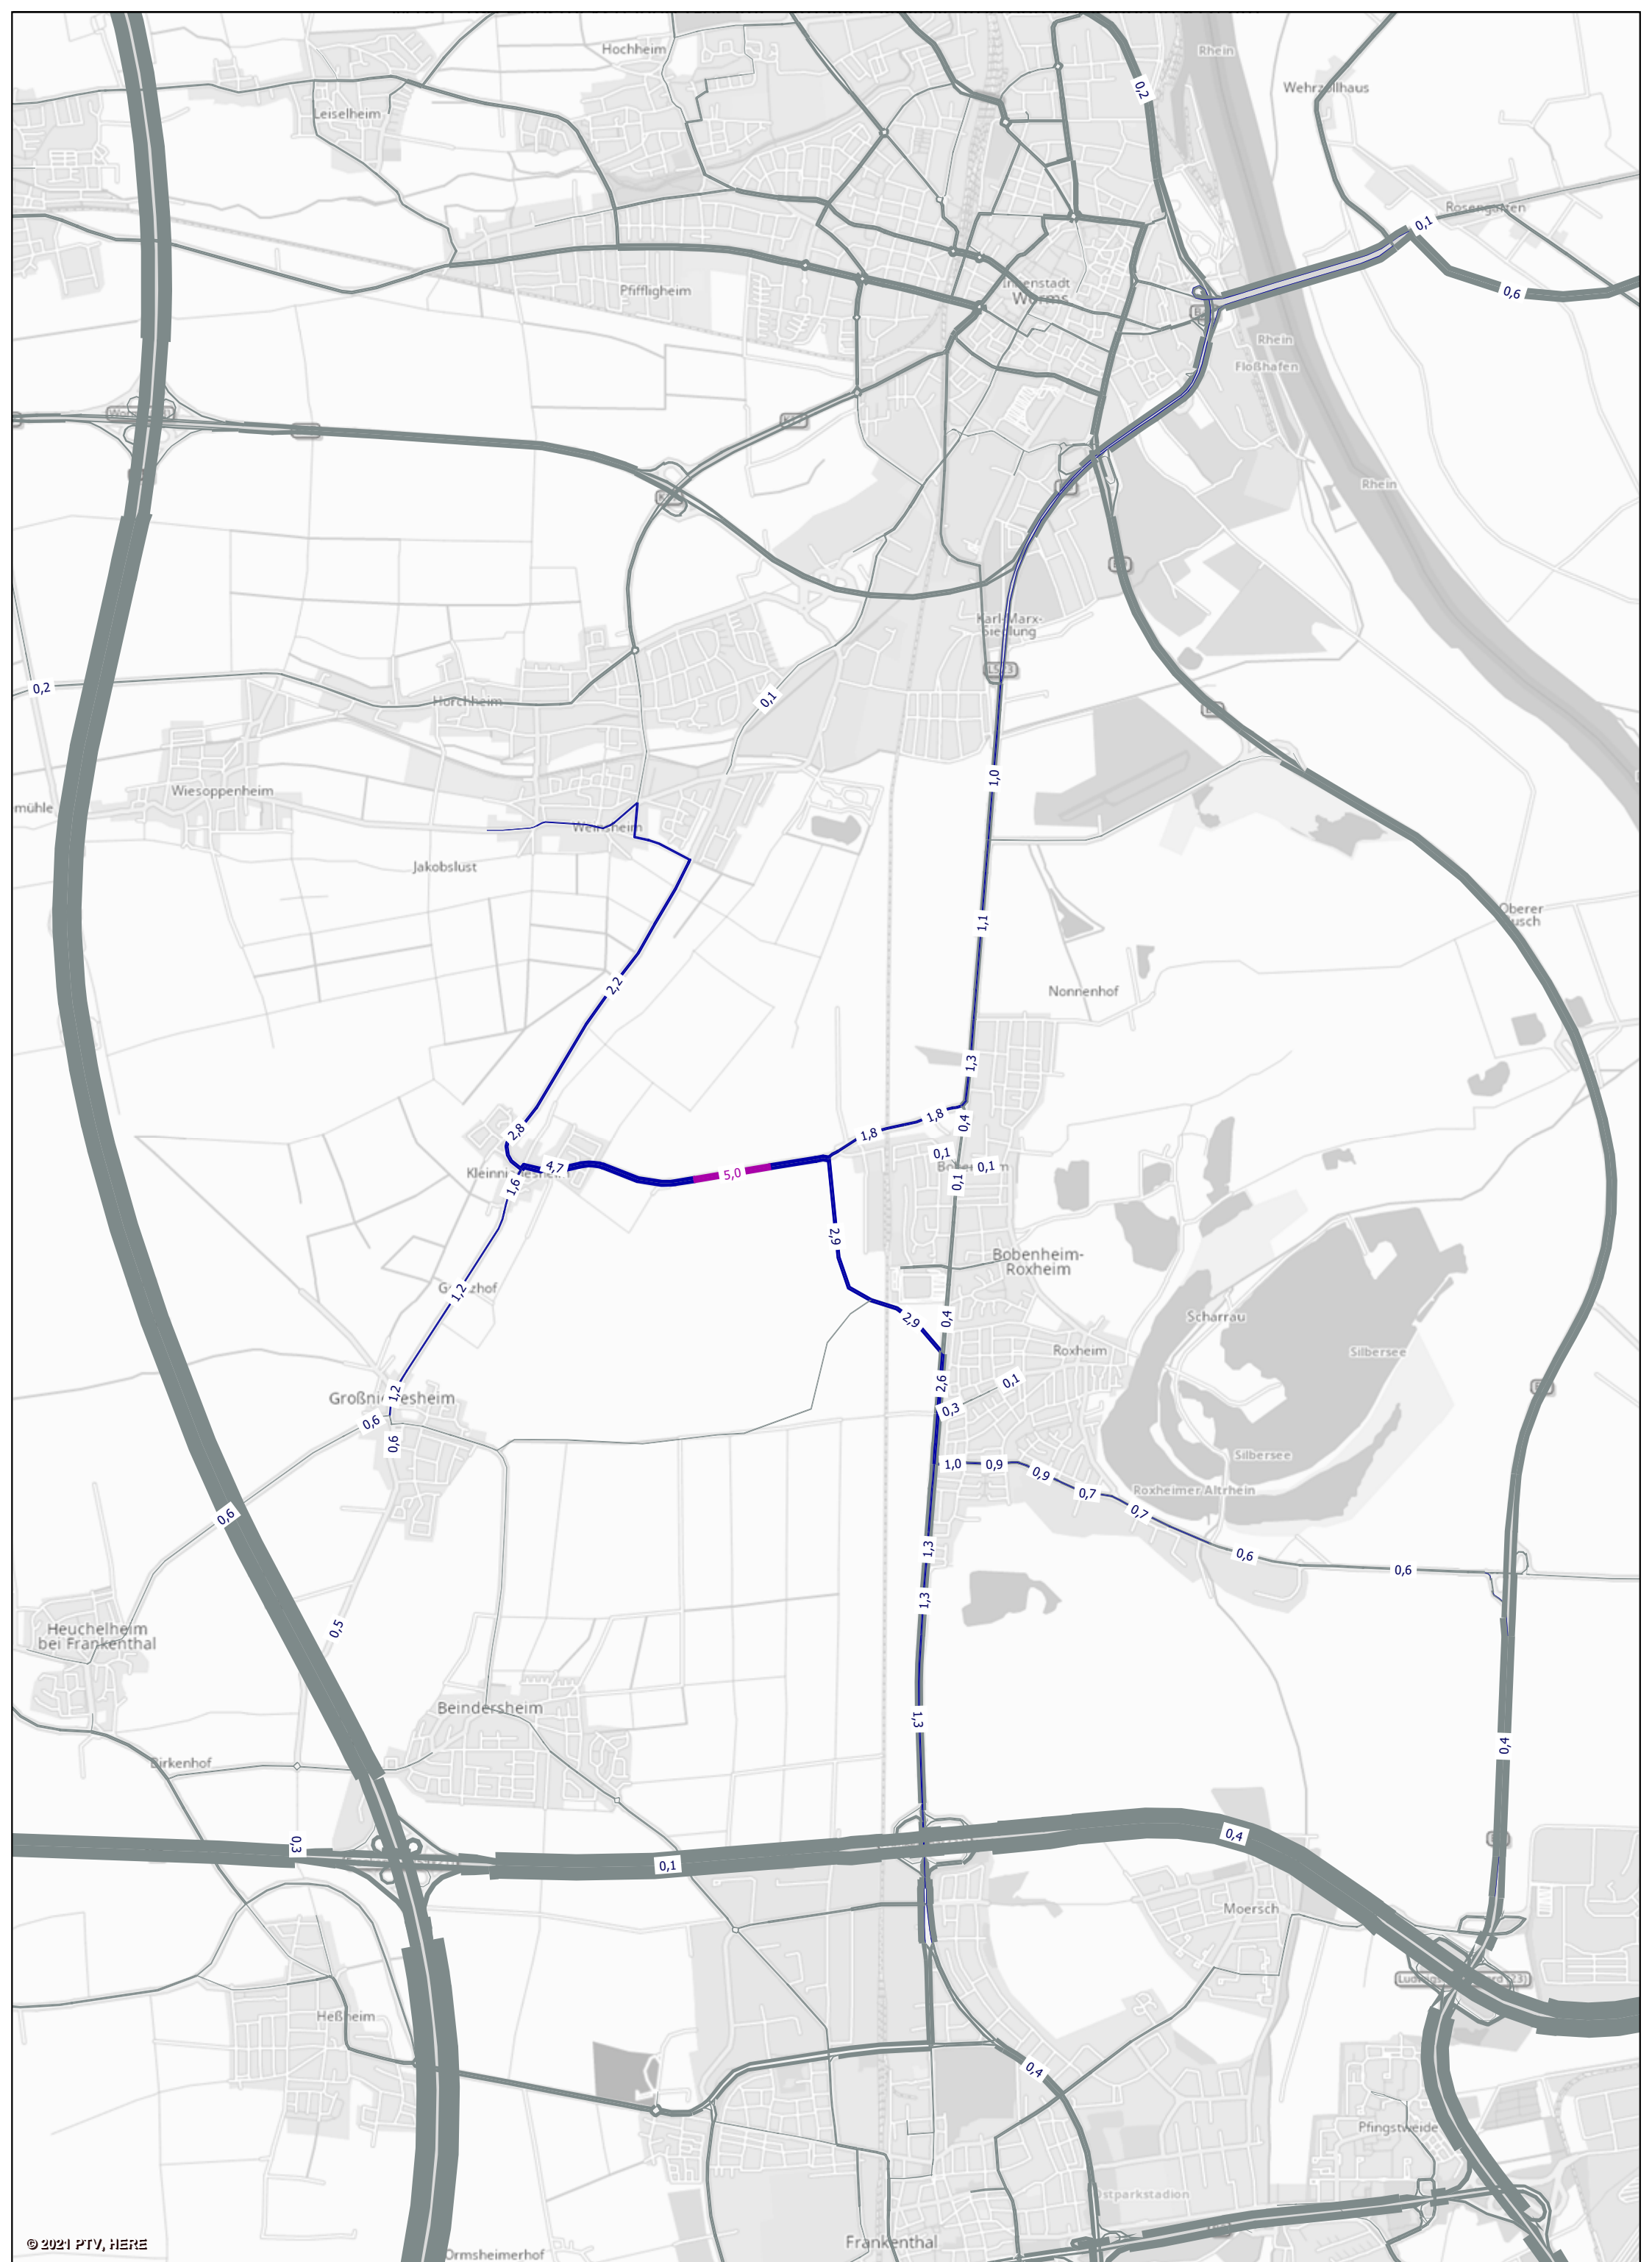 Rhein
Hochheim
0,2
Wehrzollhaus
Leiselheim
Rosengarten
0,1
Innenstadt
Worms
Pfiffligheim
0,6
Rhein
Floßhafen
Rhein
Karl-Marx-
Siedlung
0,2
0,1
Horchheim
1,0
Wiesoppenheim
Weinsheim
Jakobslust
1,1
Oberer
Busch
2,2
Nonnenhof
1,3
1,8
0,4
2,8
1,8
0,1
4,7
0,1
5,0
1,6
0,1
2,9
Bobenheim-
Roxheim
1,2
0,4
2,9
Scharrau
Roxheim
Silbersee
2,6
0,1
1,2
0,3
0,6
0,6
Silbersee
1,0
0,9
0,9
0,7
Roxheimer Altrhein
0,7
0,6
1,3
0,6
0,6
1,3
0,5
Heuchelheim
bei Frankenthal
Beindersheim
1,3
0,4
Birkenhof
0,3
0,4
0,1
Moersch
Heßheim
0,4
Pfingstweide
Ostparkstadion
Frankenthal
© 2021 PTV, HERE
Ormsheimerhof